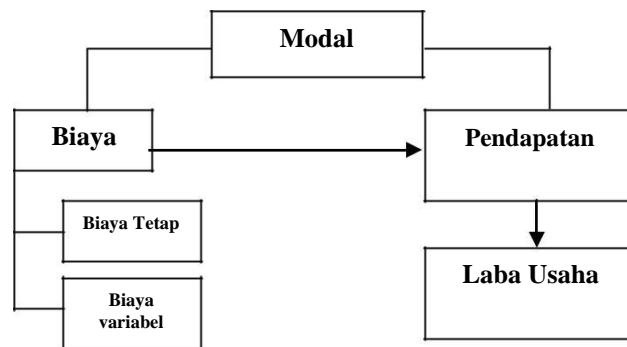 Modal
Biaya
Pendapatan
Biaya Tetap
Laba Usaha
Biaya
variabel